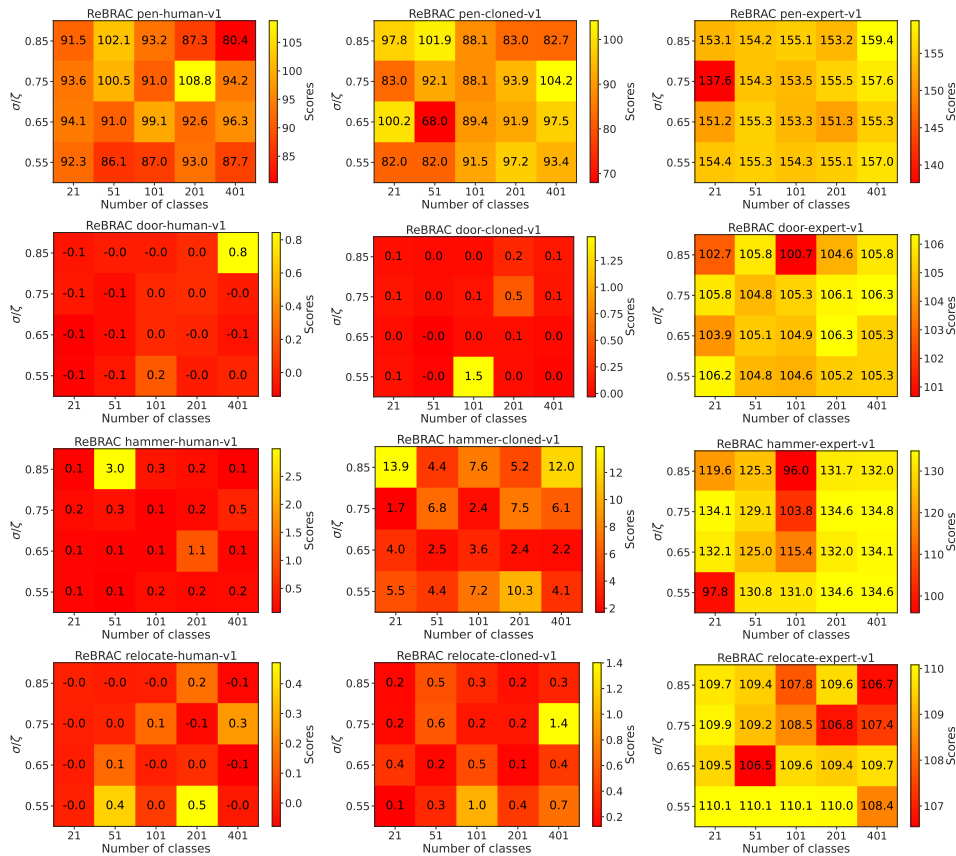 ReBRAC pen-human-v1
0.85 91.5 102.1 93.2 87.3 80.4
0.75 93.6 100.5 91.0 108.8 94.2
0.65 94.1 91.0 99.1 92.6 96.3
0.55 92.3 86.1 87.0 93.0 87.7
21 51 101 201 401
Number of classes
σ/ζ
105
100
95
90
85
Scores
ReBRAC pen-cloned-v1
0.85 97.8 101.9 88.1 83.0 82.7
0.75 83.0 92.1 88.1 93.9 104.2
0.65 100.2 68.0 89.4 91.9 97.5
0.55 82.0 82.0 91.5 97.2 93.4
21 51 101 201 401
Number of classes
σ/ζ
100
90
80
70
Scores
ReBRAC pen-expert-v1
0.85 153.1 154.2 155.1 153.2 159.4
0.75 137.6 154.3 153.5 155.5 157.6
0.65 151.2 155.3 153.3 151.3 155.3
0.55 154.4 155.3 154.3 155.1 157.0
21 51 101 201 401
Number of classes
σ/ζ
155
150
145
140
Scores
ReBRAC door-human-v1
0.85 -0.1 -0.0 -0.0 0.0 0.8
0.75 -0.1 -0.1 0.0 0.0 -0.0
0.65 -0.1 -0.1 0.0 -0.0 -0.1
0.55 -0.1 -0.1 0.2 -0.0 0.0
21 51 101 201 401
Number of classes
σ/ζ
0.8
0.6
0.4
0.2
0.0
Scores
ReBRAC door-cloned-v1
0.85 0.1 0.0 0.0 0.2 0.1
0.75 0.1 0.0 0.1 0.5 0.1
0.65 0.0 -0.0 0.1 0.0 0.0
0.55 0.1 -0.0 1.5 0.0 0.0
21 51 101 201 401
Number of classes
σ/ζ
1.25
1.00
0.75
0.50
0.25
0.00
Scores
ReBRAC door-expert-v1
0.85 102.7 105.8 100.7 104.6 105.8
0.75 105.8 104.8 105.3 106.1 106.3
0.65 103.9 105.1 104.9 106.3 105.3
0.55 106.2 104.8 104.6 105.2 105.3
21 51 101 201 401
Number of classes
σ/ζ
106
105
104
103
102
101
Scores
ReBRAC hammer-human-v1
0.85 0.1 3.0 0.3 0.2 0.1
0.75 0.2 0.3 0.1 0.2 0.5
0.65 0.1 0.1 0.1 1.1 0.1
0.55 0.1 0.2 0.1 0.2 0.2
21 51 101 201 401
Number of classes
σ/ζ
2.5
2.0
1.5
1.0
0.5
Scores
ReBRAC hammer-cloned-v1
0.85 13.9 4.4 7.6 5.2 12.0
0.75 1.7 6.8 2.4 7.5 6.1
0.65 4.0 2.5 3.6 2.4 2.2
0.55 5.5 4.4 7.2 10.3 4.1
21 51 101 201 401
Number of classes
σ/ζ
12
10
8
6
4
2
Scores
ReBRAC hammer-expert-v1
0.85 119.6 125.3 96.0 131.7 132.0
0.75 134.1 129.1 103.8 134.6 134.8
0.65 132.1 125.0 115.4 132.0 134.1
0.55 97.8 130.8 131.0 134.6 134.6
21 51 101 201 401
Number of classes
σ/ζ
130
120
110
100
Scores
ReBRAC relocate-human-v1
0.85 -0.0 -0.0 -0.0 0.2 -0.1
0.75 -0.0 0.0 0.1 -0.1 0.3
0.65 -0.0 0.1 -0.0 0.0 -0.1
0.55 -0.0 0.4 0.0 0.5 -0.0
21 51 101 201 401
Number of classes
σ/ζ
0.4
0.3
0.2
0.1
0.0
Scores
ReBRAC relocate-cloned-v1
0.85 0.2 0.5 0.3 0.2 0.3
0.75 0.2 0.6 0.2 0.2 1.4
0.65 0.4 0.2 0.5 0.1 0.4
0.55 0.1 0.3 1.0 0.4 0.7
21 51 101 201 401
Number of classes
σ/ζ
1.4
1.2
1.0
0.8
0.6
0.4
0.2
Scores
ReBRAC relocate-expert-v1
0.85 109.7 109.4 107.8 109.6 106.7
0.75 109.9 109.2 108.5 106.8 107.4
0.65 109.5 106.5 109.6 109.4 109.7
0.55 110.1 110.1 110.1 110.0 108.4
21 51 101 201 401
Number of classes
σ/ζ
110
109
108
107
Scores